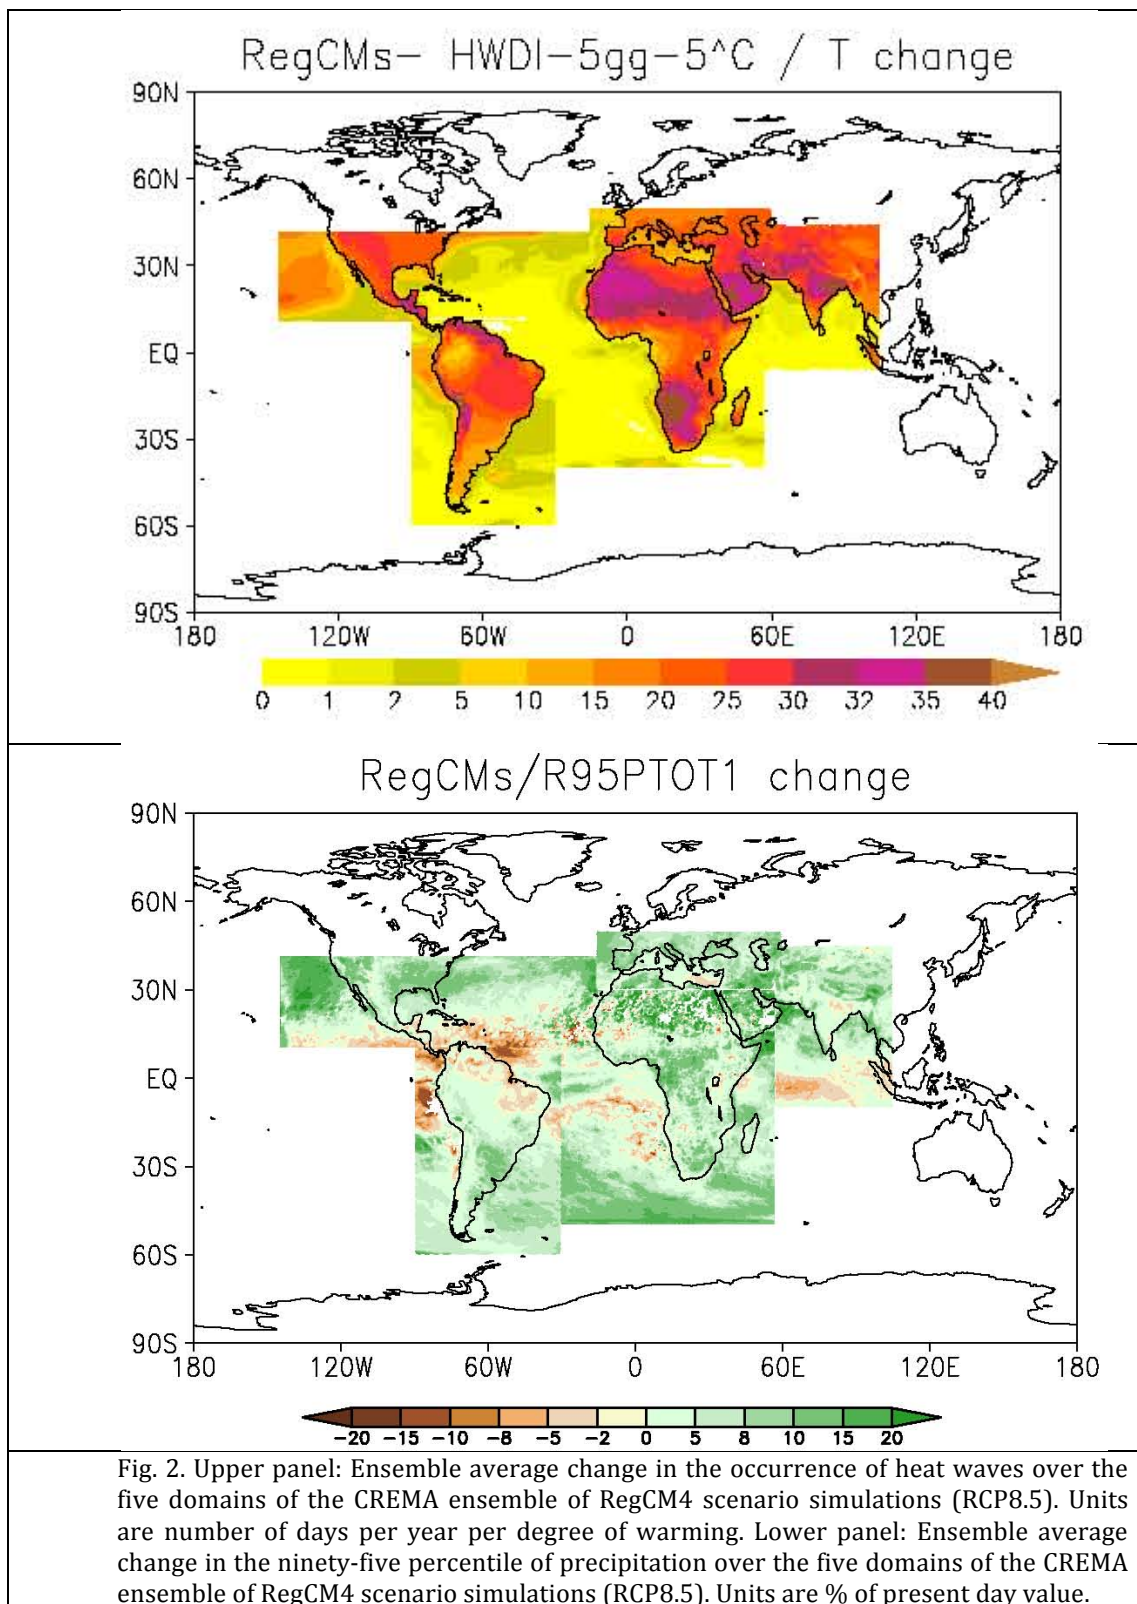 RegCMs- HWDI-5gg-5^C / T change
90N
60N
30N
EQ
30S
60S
90S
180 120W 60W 0 60E 120E 180
0 1 2 5 10 15 20 25 30 32 35 40
RegCMs/R95PTOT1 change
90N
60N
30N
EQ
30S
60S
90S
180 120W 60W 0 60E 120E 180
-20 -15 -10 -8 -5 -2 0 5 8 10 15 20
Fig. 2. Upper panel: Ensemble average change in the occurrence of heat waves over the
five domains of the CREMA ensemble of RegCM4 scenario simulations (RCP8.5). Units
are number of days per year per degree of warming. Lower panel: Ensemble average
change in the ninety-five percentile of precipitation over the five domains of the CREMA
ensemble of RegCM4 scenario simulations (RCP8.5). Units are % of present day value.